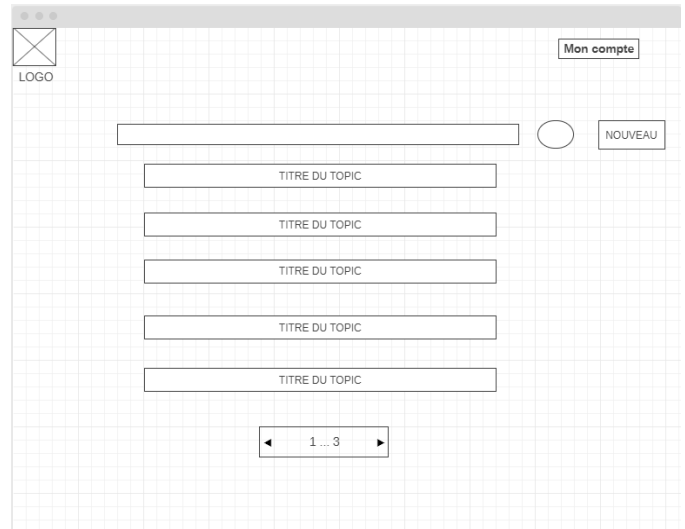 Mon compte
LOGO
NOUVEAU
TITRE DU TOPIC
TITRE DU TOPIC
TITRE DU TOPIC
TITRE DU TOPIC
TITRE DU TOPIC
1 ... 3